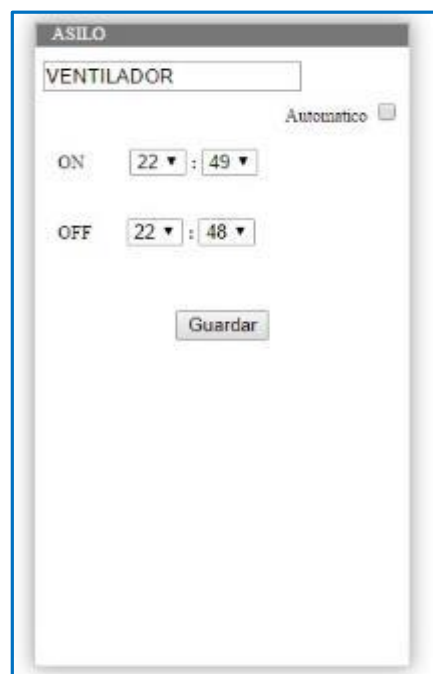 ASILO
VENTILADOR
Automatico
ON 22 : 49
OFF 22 : 48
Guardar